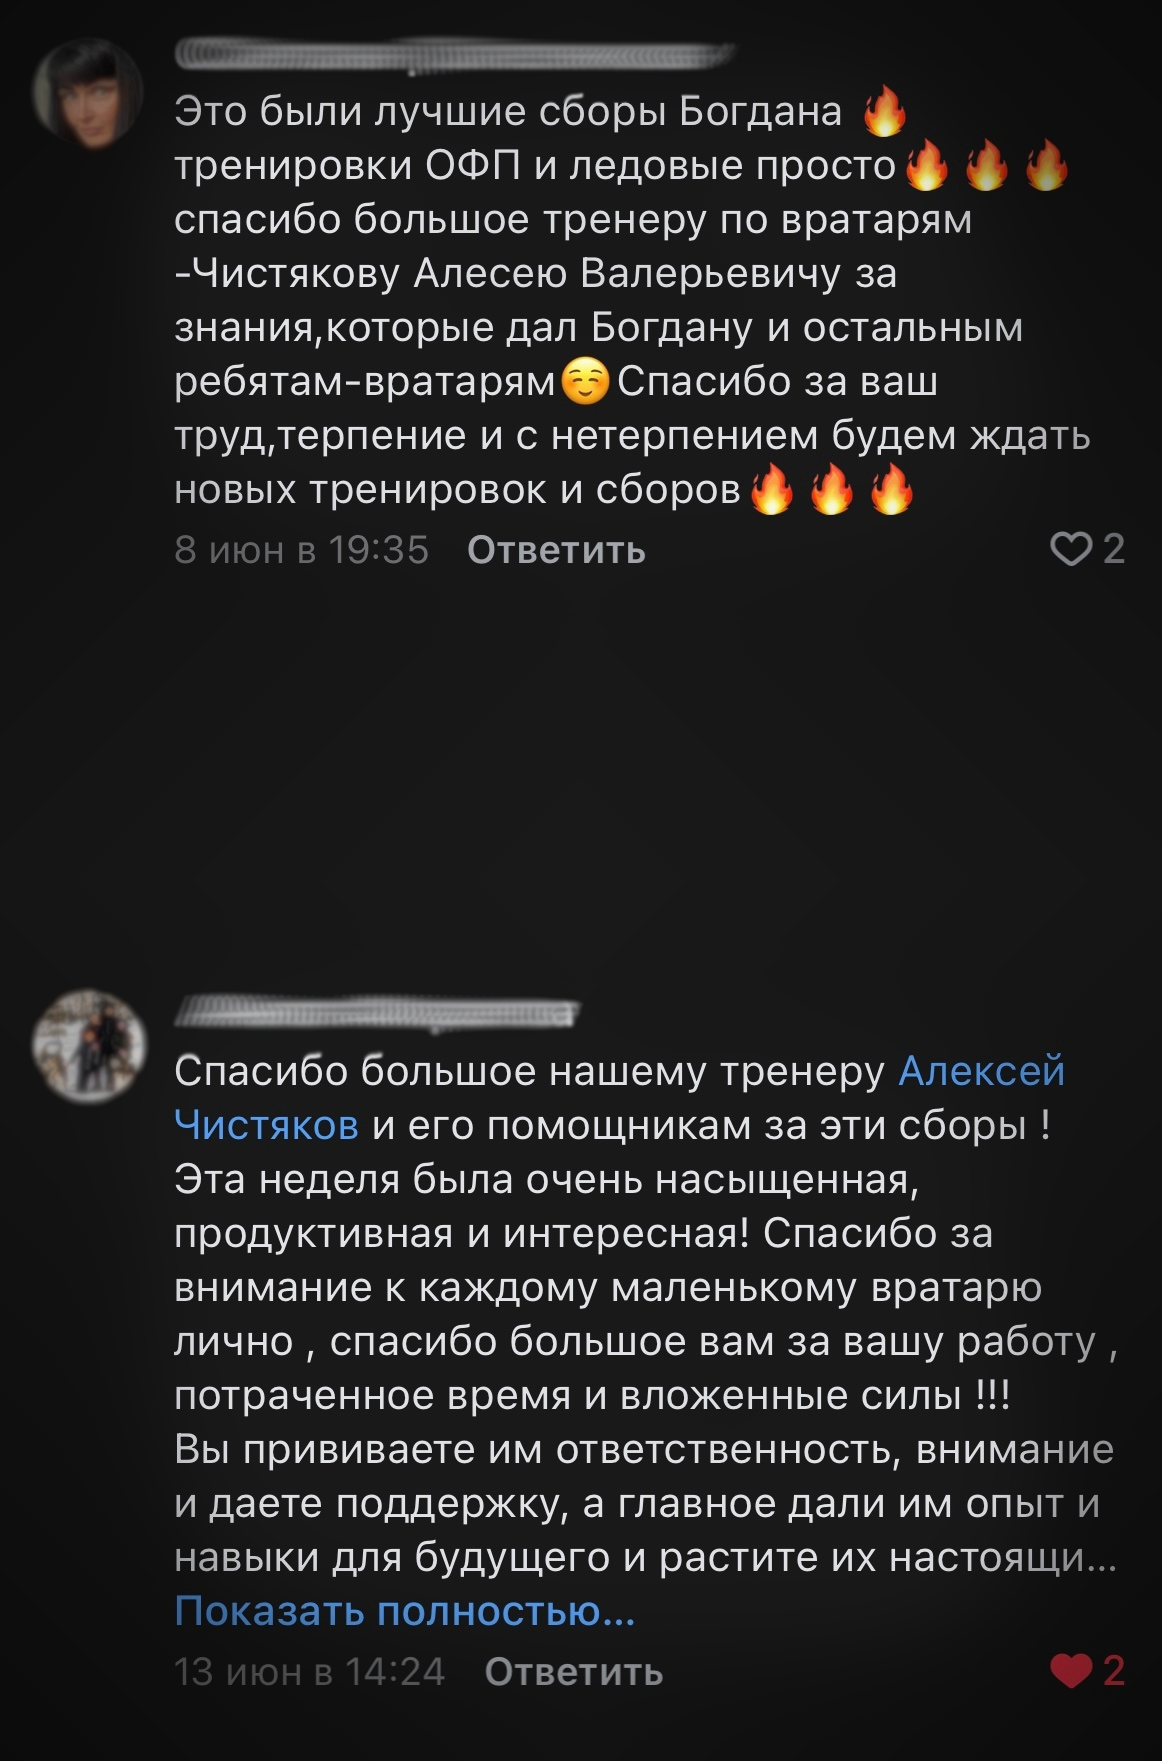 Это были лучшие сборы Богдана 🔥
тренировки ОФП и ледовые просто🔥🔥🔥
спасибо большое тренеру по вратарям
-Чистякову Алесею Валерьевичу за
знания,которые дал Богдану и остальным
ребятам-вратарям☺️Спасибо за ваш
труд,терпение и с нетерпением будем ждать
новых тренировок и сборов🔥🔥🔥
8 июн в 19:35 Ответить 2
Спасибо большое нашему тренеру Алексей
Чистяков и его помощникам за эти сборы !
Эта неделя была очень насыщенная,
продуктивная и интересная! Спасибо за
внимание к каждому маленькому вратарю
лично , спасибо большое вам за вашу работу ,
потраченное время и вложенные силы !!!
Вы прививаете им ответственность, внимание
и даете поддержку, а главное дали им опыт и
навыки для будущего и растите их настоящи...
Показать полностью...
13 июн в 14:24 Ответить 2